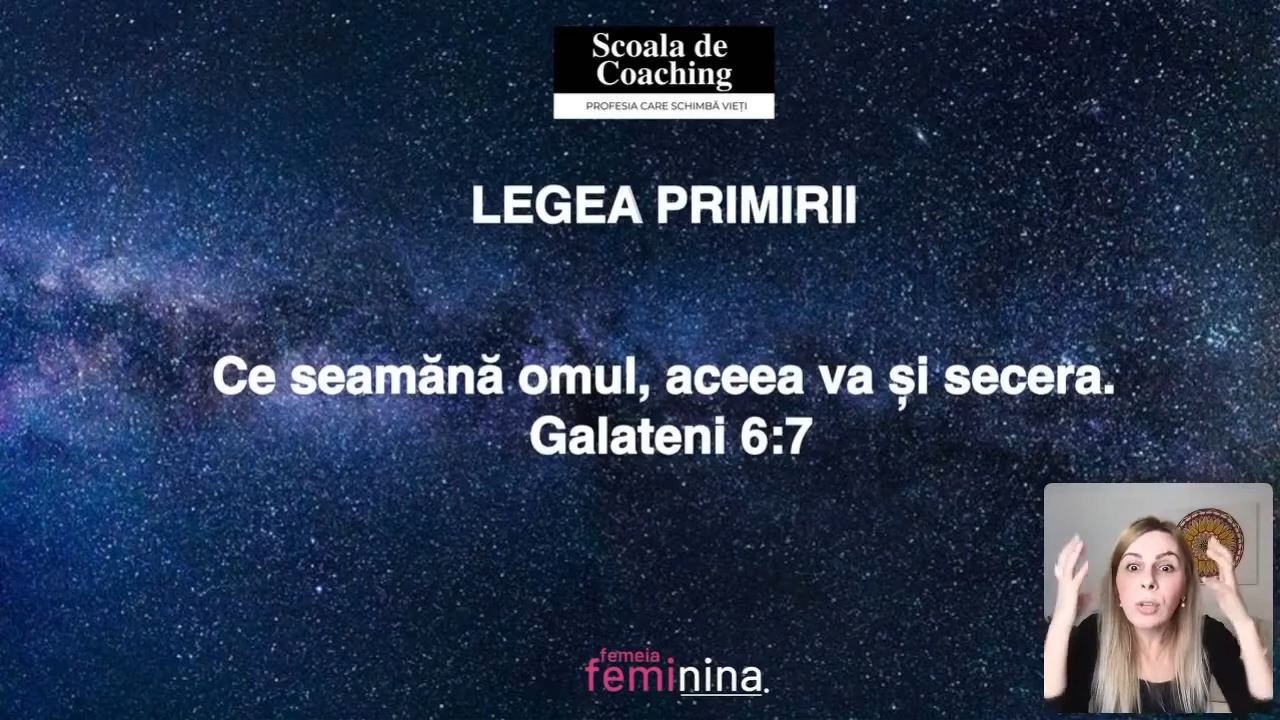 Scoala de
Coaching
PROFESIA CARE SCHIMBĂ VIEȚI
LEGEA PRIMIRII
Ce seamănă omul, aceea va și secera.
Galateni 6:7
femeia
feminina.